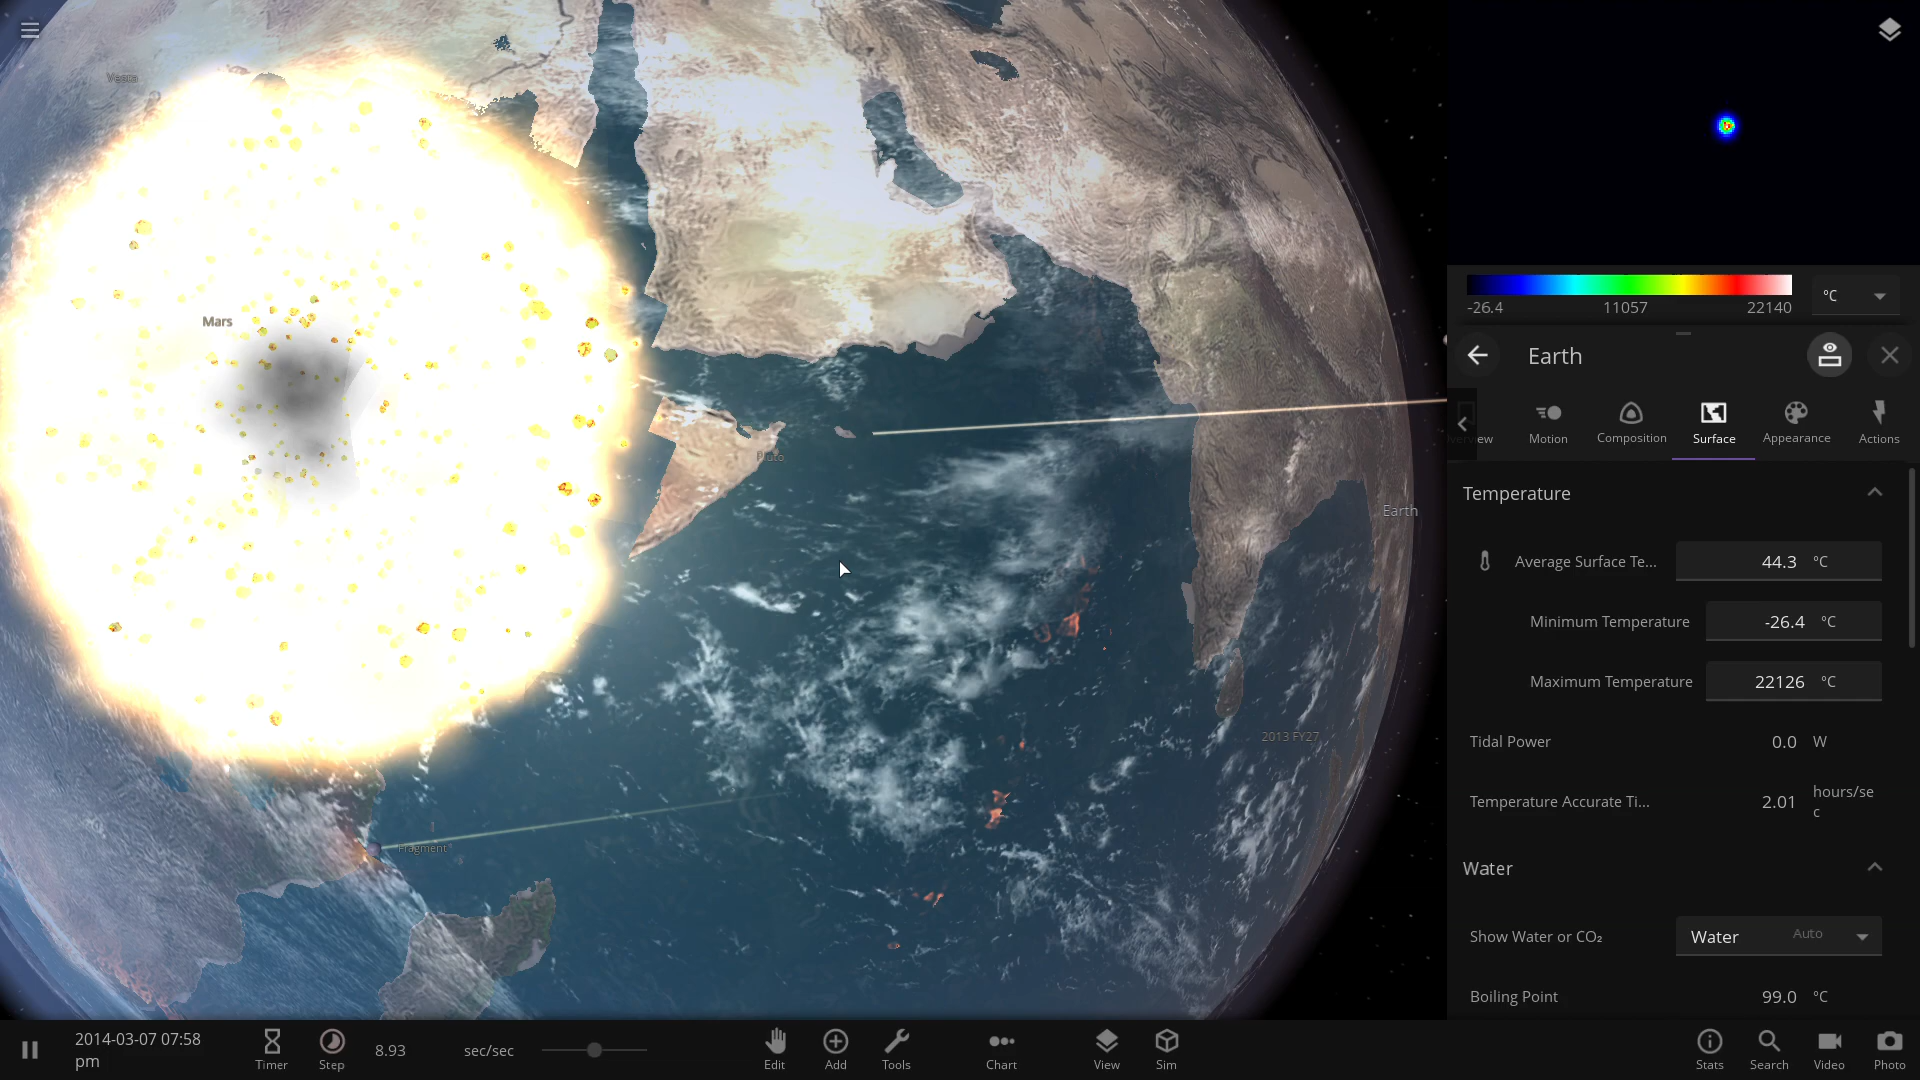 Vesta
Mars
Pluto
Earth
2013 FY27
Fragment
-26.4
11057
22140
°C
Earth
Motion
Composition
Surface
Appearance
Actions
Temperature
Average Surface Te... 44.3 °C
Minimum Temperature -26.4 °C
Maximum Temperature 22126 °C
Tidal Power 0.0 W
Temperature Accurate Ti... 2.01 hours/se
c
Water
Show Water or CO₂ Water Auto
Boiling Point 99.0 °C
2014-03-07 07:58
pm
Timer
Step
8.93
sec/sec
Edit
Add
Tools
Chart
View
Sim
Stats
Search
Video
Photo